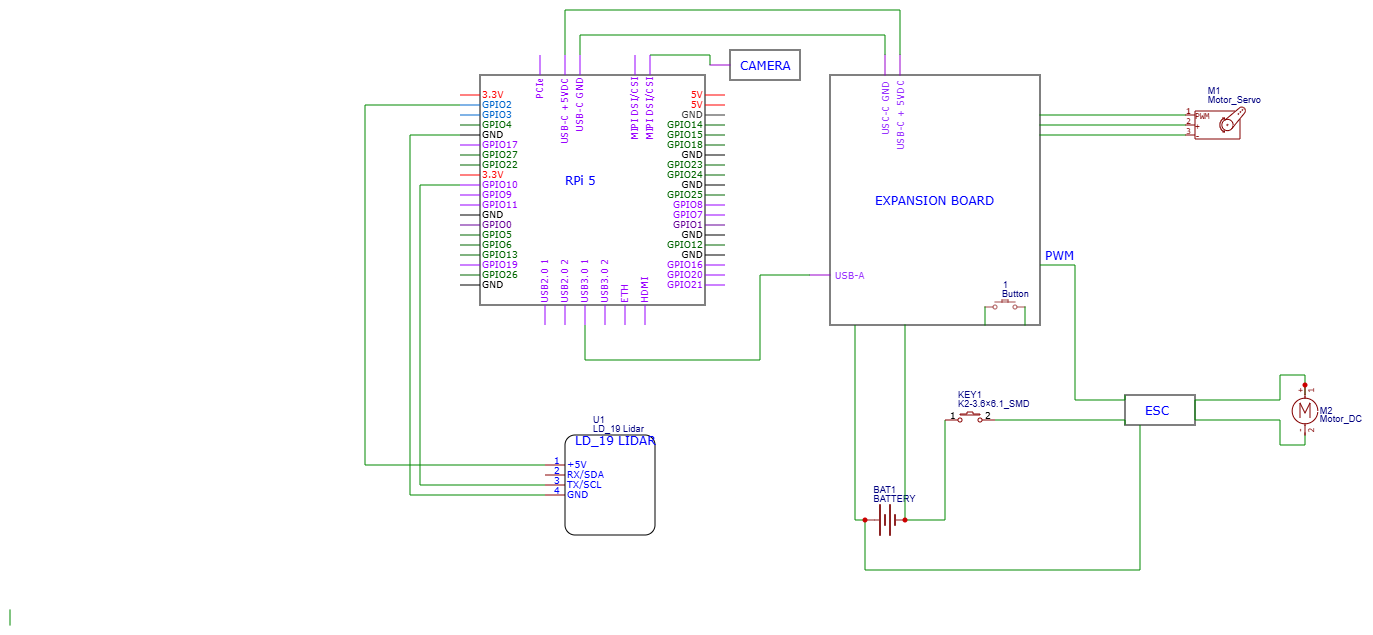 CAMERA
PCIe
USB-C +5VDC
USB-C GND
MIPI DSI/CSI
MIPI DSI/CSI
3.3V
GPIO2
GPIO3
GPIO4
GND
GPIO17
GPIO27
GPIO22
3.3V
GPIO10
GPIO9
GPIO11
GND
GPIO0
GPIO5
GPIO6
GPIO13
GPIO19
GPIO26
GND
RPi 5
5V
5V
GND
GPIO14
GPIO15
GPIO18
GND
GPIO23
GPIO24
GND
GPIO25
GPIO8
GPIO7
GPIO1
GND
GPIO12
GND
GPIO16
GPIO20
GPIO21
USB2.0 1
USB2.0 2
USB3.0 1
USB3.0 2
ETH
HDMI
USC-C GND
USB-C + 5VDC
EXPANSION BOARD
USB-A
1
Button
PWM
M1
Motor_Servo
1
PWM
2
+
3
-
KEY1
K2-3.6×6.1_SMD
1
2
ESC
+
1
M
M2
Motor_DC
-
2
BAT1
BATTERY
U1
LD_19 Lidar
LD_19 LIDAR
1
+5V
2
RX/SDA
3
TX/SCL
4
GND